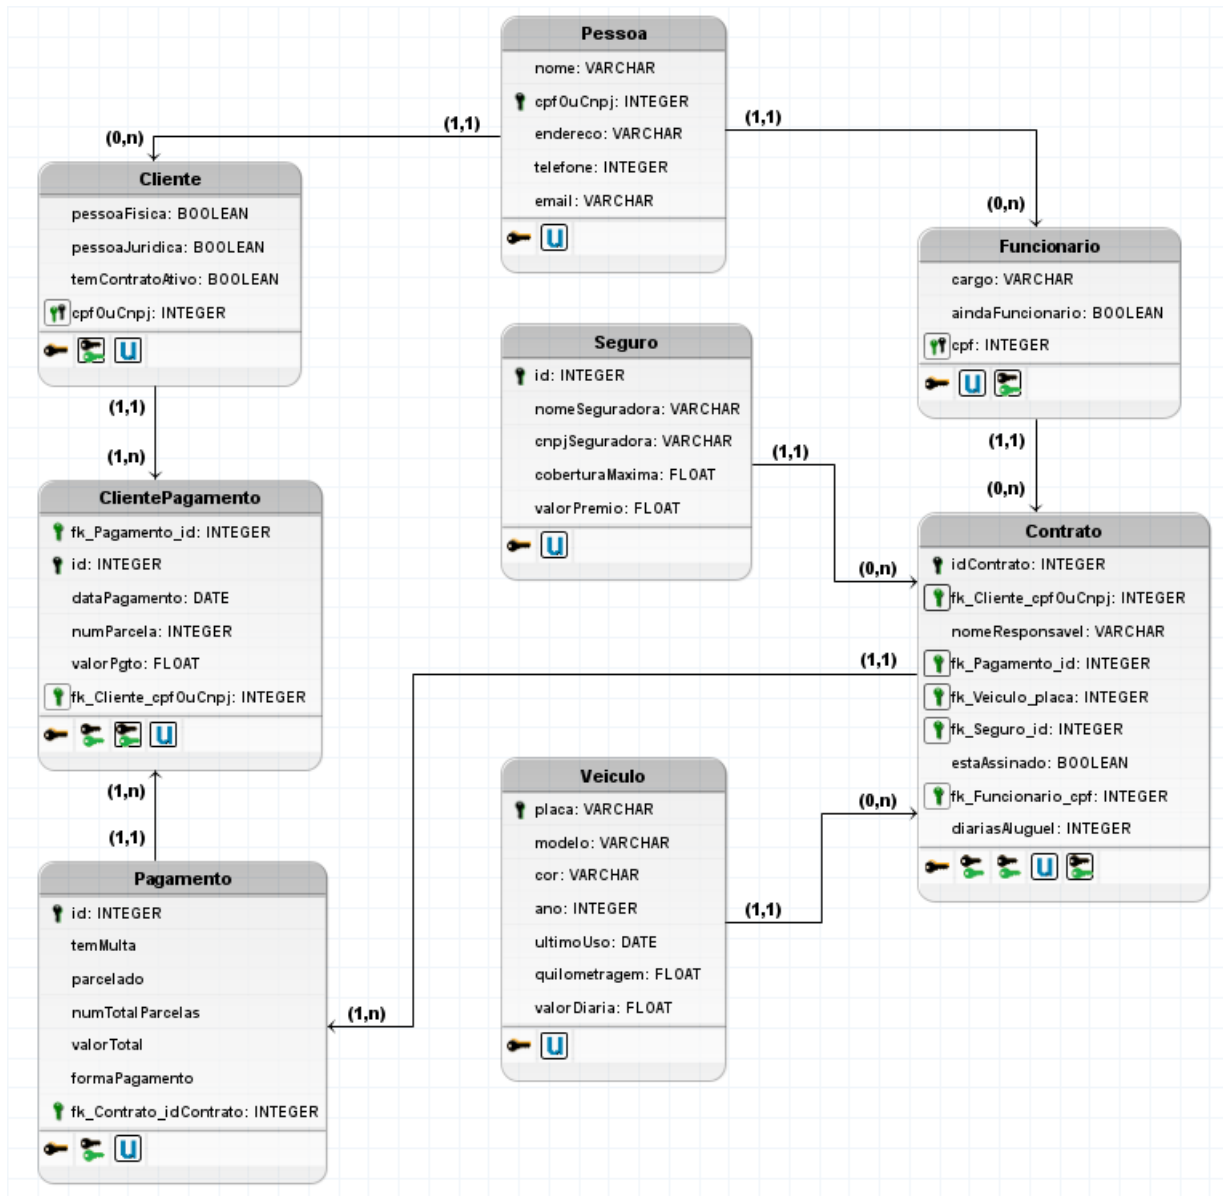 Pessoa
nome: VARCHAR
cpfOuCnpj: INTEGER
endereco: VARCHAR
telefone: INTEGER
email: VARCHAR
U
(1,1)
(0,n)
(1,1)
(0,n)
Cliente
pessoaFisica: BOOLEAN
pessoaJuridica: BOOLEAN
temContratoAtivo: BOOLEAN
cpfOuCnpj: INTEGER
U
Funcionario
cargo: VARCHAR
aindaFuncionario: BOOLEAN
cpf: INTEGER
U
Seguro
id: INTEGER
nomeSeguradora: VARCHAR
cnpjSeguradora: VARCHAR
coberturaMaxima: FLOAT
valorPremio: FLOAT
U
(1,1)
(1,n)
(1,1)
(0,n)
(1,1)
(0,n)
ClientePagamento
fk_Pagamento_id: INTEGER
id: INTEGER
dataPagamento: DATE
numParcela: INTEGER
valorPgto: FLOAT
fk_Cliente_cpfOuCnpj: INTEGER
U
Contrato
idContrato: INTEGER
fk_Cliente_cpfOuCnpj: INTEGER
nomeResponsavel: VARCHAR
fk_Pagamento_id: INTEGER
fk_Veiculo_placa: INTEGER
fk_Seguro_id: INTEGER
estaAssinado: BOOLEAN
fk_Funcionario_cpf: INTEGER
diariasAluguel: INTEGER
U
(1,1)
(1,n)
(1,n)
(1,1)
Veiculo
placa: VARCHAR
modelo: VARCHAR
cor: VARCHAR
ano: INTEGER
ultimoUso: DATE
quilometragem: FLOAT
valorDiaria: FLOAT
U
(0,n)
(1,1)
Pagamento
id: INTEGER
temMulta
parcelado
numTotalParcelas
valorTotal
formaPagamento
fk_Contrato_idContrato: INTEGER
U